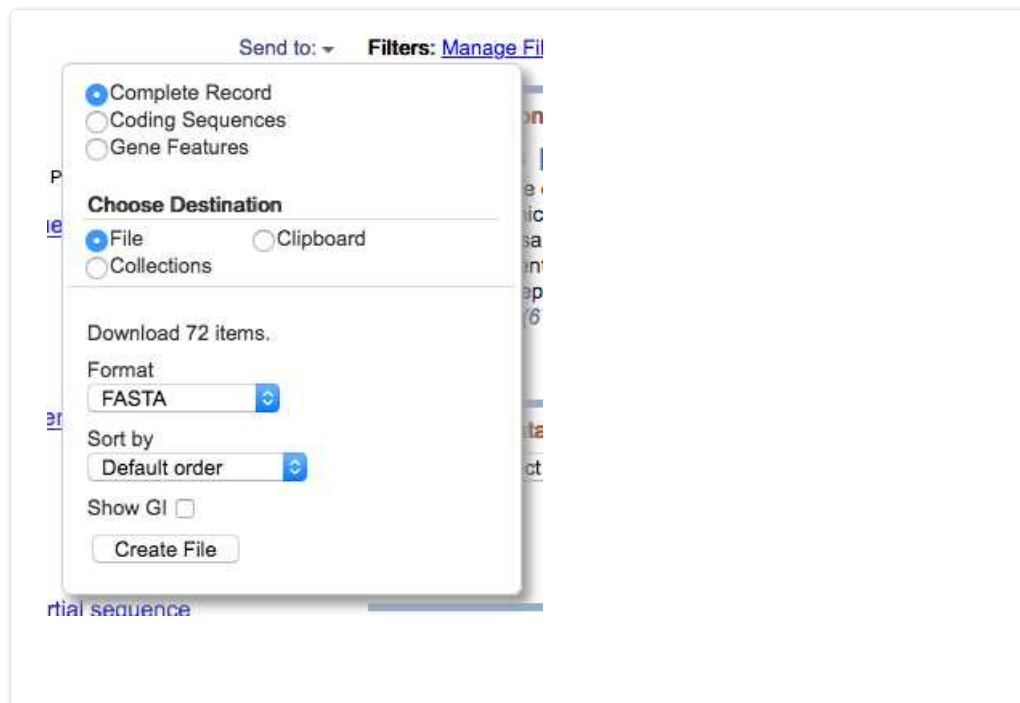 Send to: Filters: Manage Fil
Complete Record
Coding Sequences
Gene Features
Choose Destination
File Clipboard
Collections
Download 72 items.
Format
FASTA
Sort by
Default order
Show GI
Create File
rtial sequence